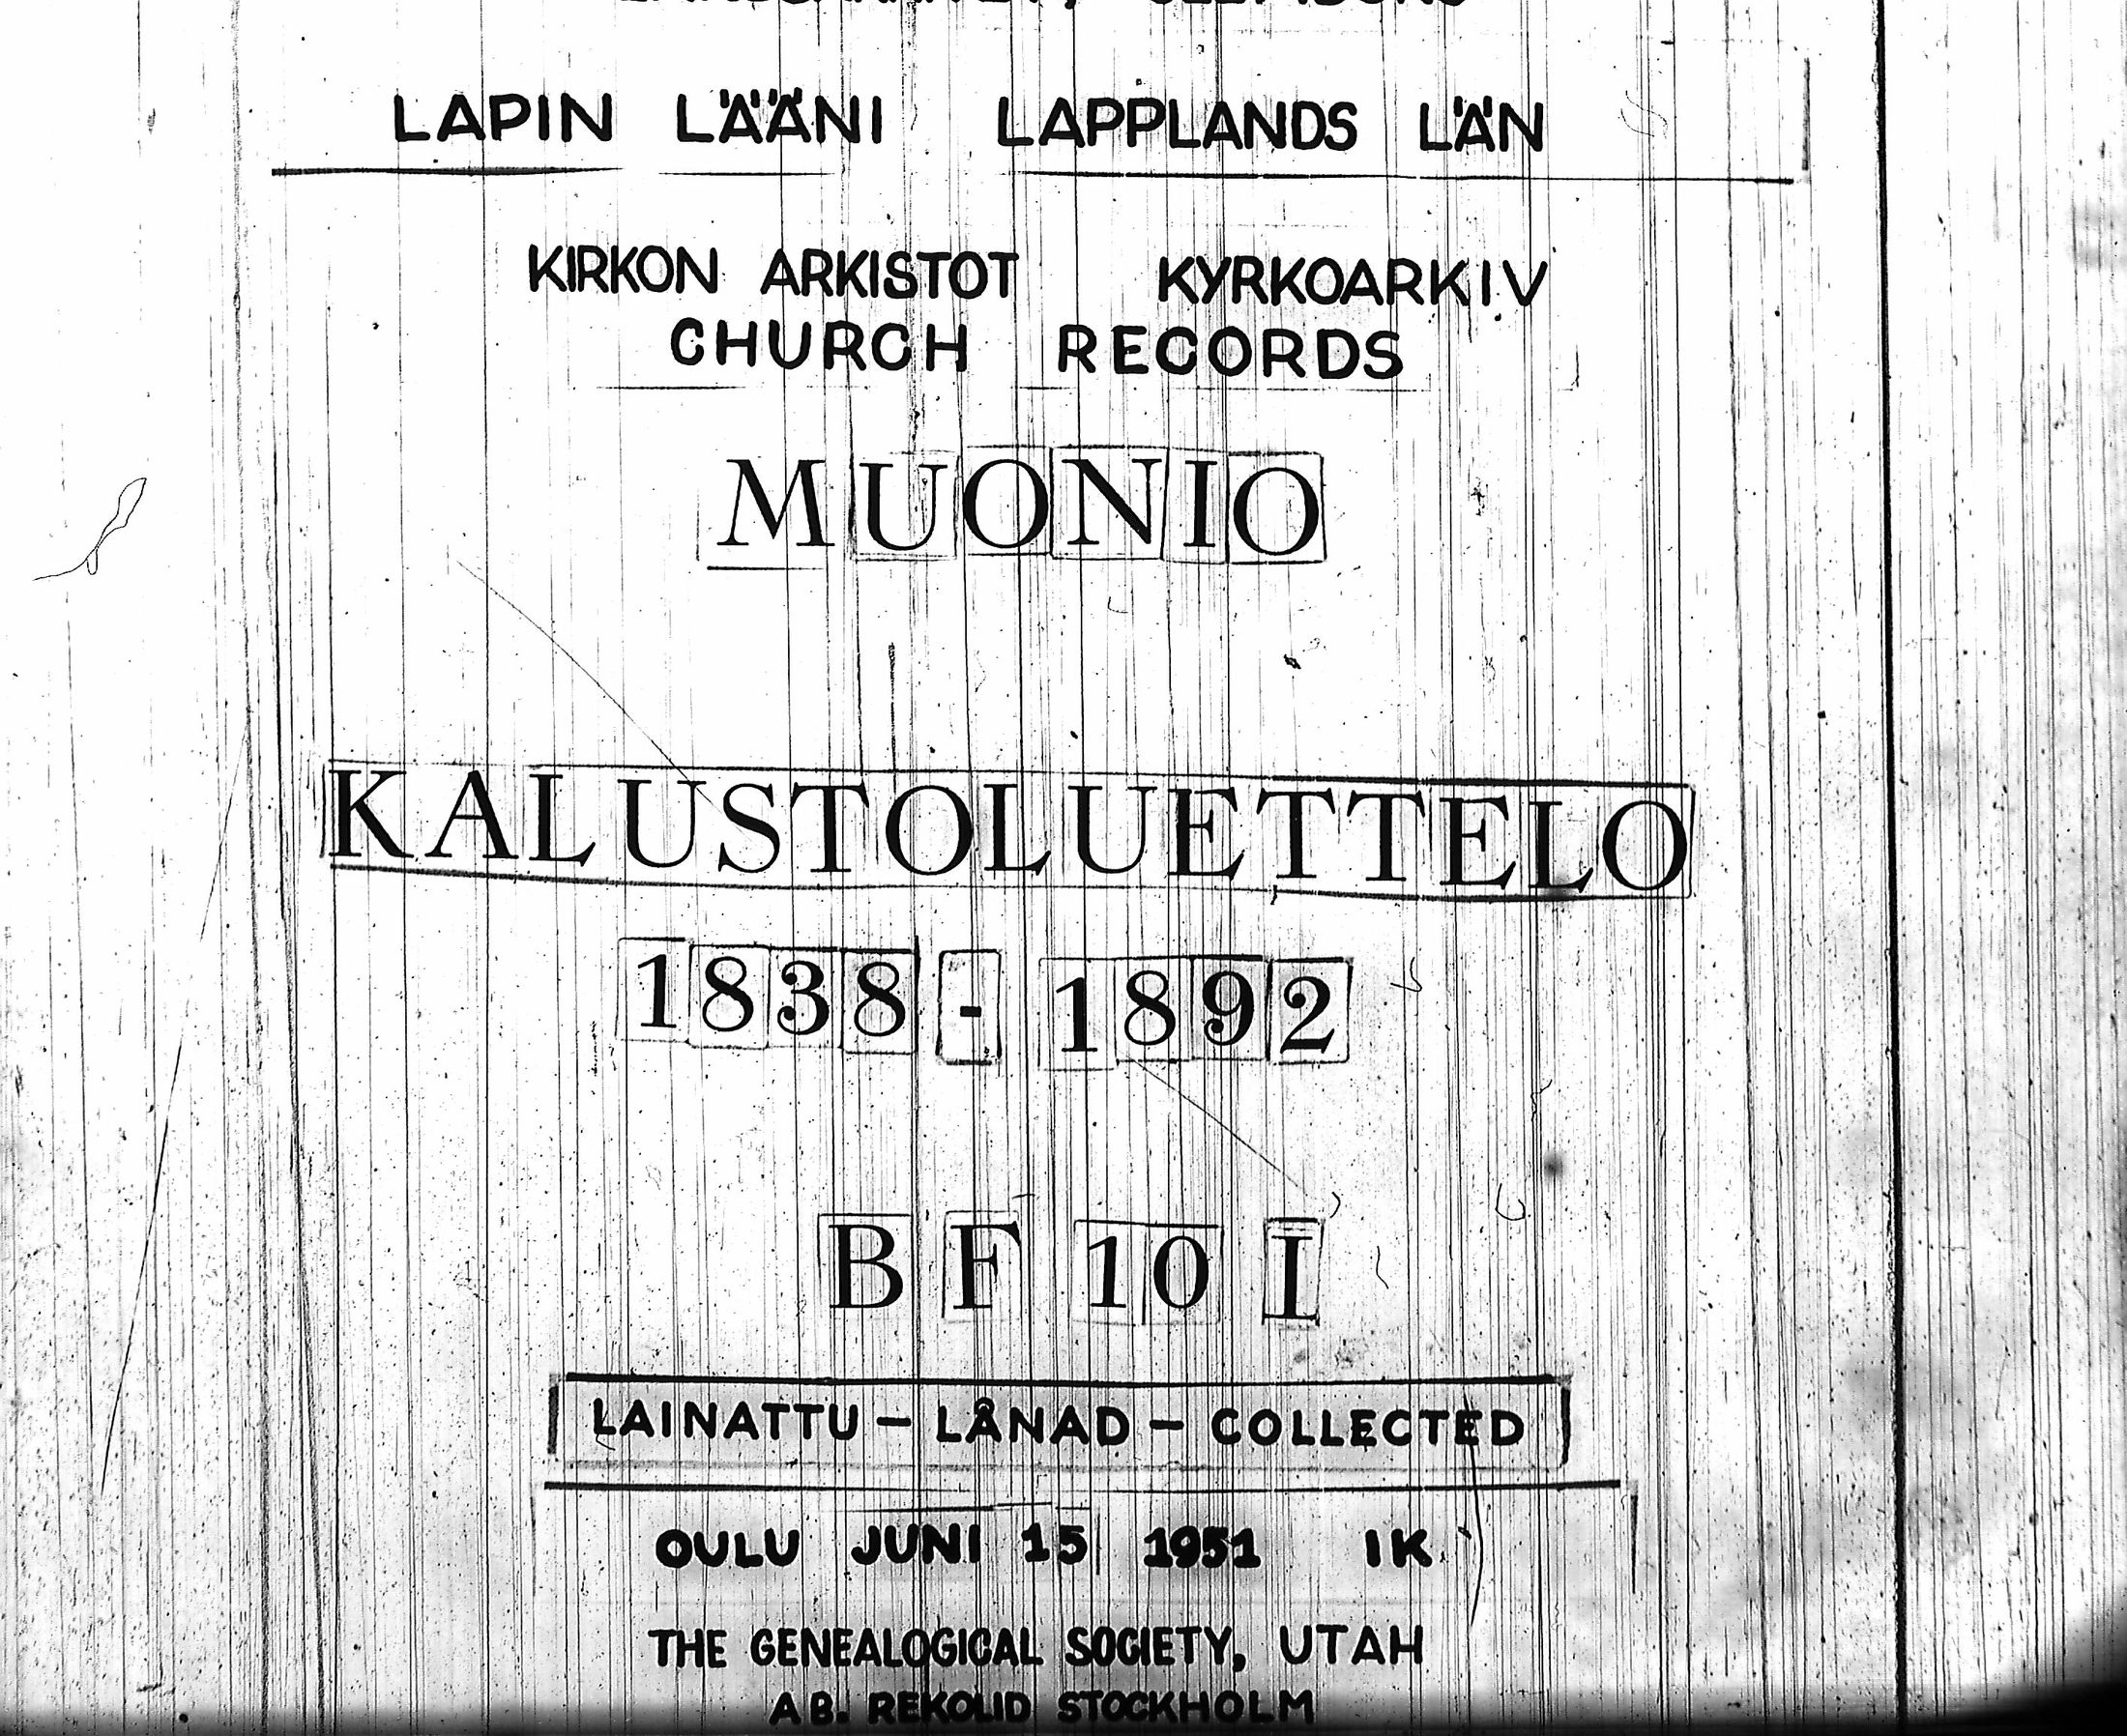 LAPIN LÄÄNI LAPPLANDS LÄN
KIRKON ARKISTOT KYRKOARKIV
CHURCH RECORDS
MUONIO
KALUSTOLUETTELO
1838 - 1892
BF 10 I
LAINATTU – LÅNAD – COLLECTED
OULU JUNI 15 1951 IK
THE GENEALOGICAL SOCIETY, UTAH
AB. REKOLID STOCKHOLM